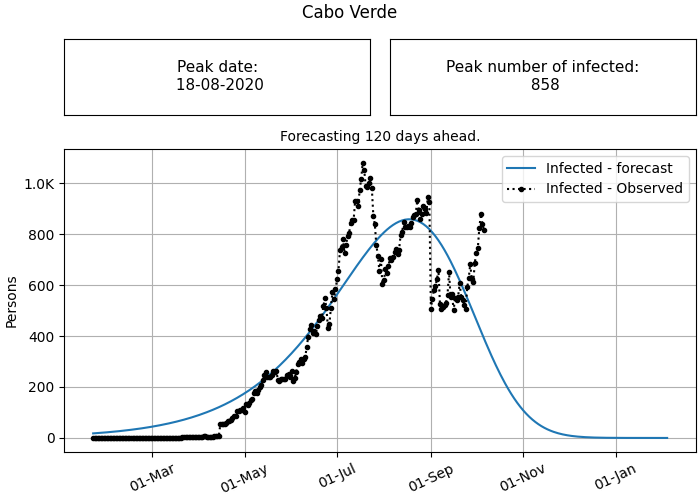 Cabo Verde
Peak date:
18-08-2020
Peak number of infected:
858
Forecasting 120 days ahead.
Infected - forecast
Infected - Observed
Persons
1.0K
800
600
400
200
0
01-Mar
01-May
01-Jul
01-Sep
01-Nov
01-Jan